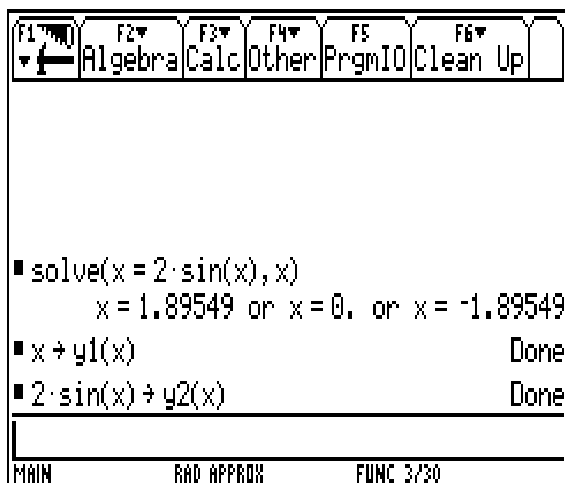 F1 F2 F3 F4 F5 F6
Algebra Calc Other PrgmIO Clean Up
solve(x = 2·sin(x), x)
x = 1.89549 or x = 0. or x = ⁻1.89549
x → y1(x) Done
2·sin(x) → y2(x) Done
MAIN RAD APPROX FUNC 3/30